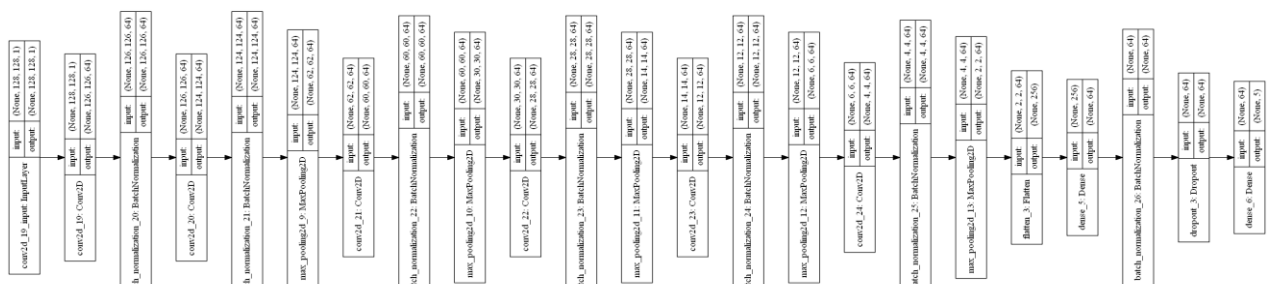 conv2d_19_input: InputLayer
input: (None, 128, 128, 1)
output: (None, 128, 128, 1)
conv2d_19: Conv2D
input: (None, 128, 128, 1)
output: (None, 126, 126, 64)
tch_normalization_20: BatchNormalization
input: (None, 126, 126, 64)
output: (None, 126, 126, 64)
conv2d_20: Conv2D
input: (None, 126, 126, 64)
output: (None, 124, 124, 64)
tch_normalization_21: BatchNormalization
input: (None, 124, 124, 64)
output: (None, 124, 124, 64)
max_pooling2d_9: MaxPooling2D
input: (None, 124, 124, 64)
output: (None, 62, 62, 64)
conv2d_21: Conv2D
input: (None, 62, 62, 64)
output: (None, 60, 60, 64)
tch_normalization_22: BatchNormalization
input: (None, 60, 60, 64)
output: (None, 60, 60, 64)
max_pooling2d_10: MaxPooling2D
input: (None, 60, 60, 64)
output: (None, 30, 30, 64)
conv2d_22: Conv2D
input: (None, 30, 30, 64)
output: (None, 28, 28, 64)
atch_normalization_23: BatchNormalization
input: (None, 28, 28, 64)
output: (None, 28, 28, 64)
max_pooling2d_11: MaxPooling2D
input: (None, 28, 28, 64)
output: (None, 14, 14, 64)
conv2d_23: Conv2D
input: (None, 14, 14, 64)
output: (None, 12, 12, 64)
atch_normalization_24: BatchNormalization
input: (None, 12, 12, 64)
output: (None, 12, 12, 64)
max_pooling2d_12: MaxPooling2D
input: (None, 12, 12, 64)
output: (None, 6, 6, 64)
conv2d_24: Conv2D
input: (None, 6, 6, 64)
output: (None, 4, 4, 64)
atch_normalization_25: BatchNormalization
input: (None, 4, 4, 64)
output: (None, 4, 4, 64)
max_pooling2d_13: MaxPooling2D
input: (None, 4, 4, 64)
output: (None, 2, 2, 64)
flatten_3: Flatten
input: (None, 2, 2, 64)
output: (None, 256)
dense_5: Dense
input: (None, 256)
output: (None, 64)
batch_normalization_26: BatchNormalization
input: (None, 64)
output: (None, 64)
dropout_3: Dropout
input: (None, 64)
output: (None, 64)
dense_6: Dense
input: (None, 64)
output: (None, 5)